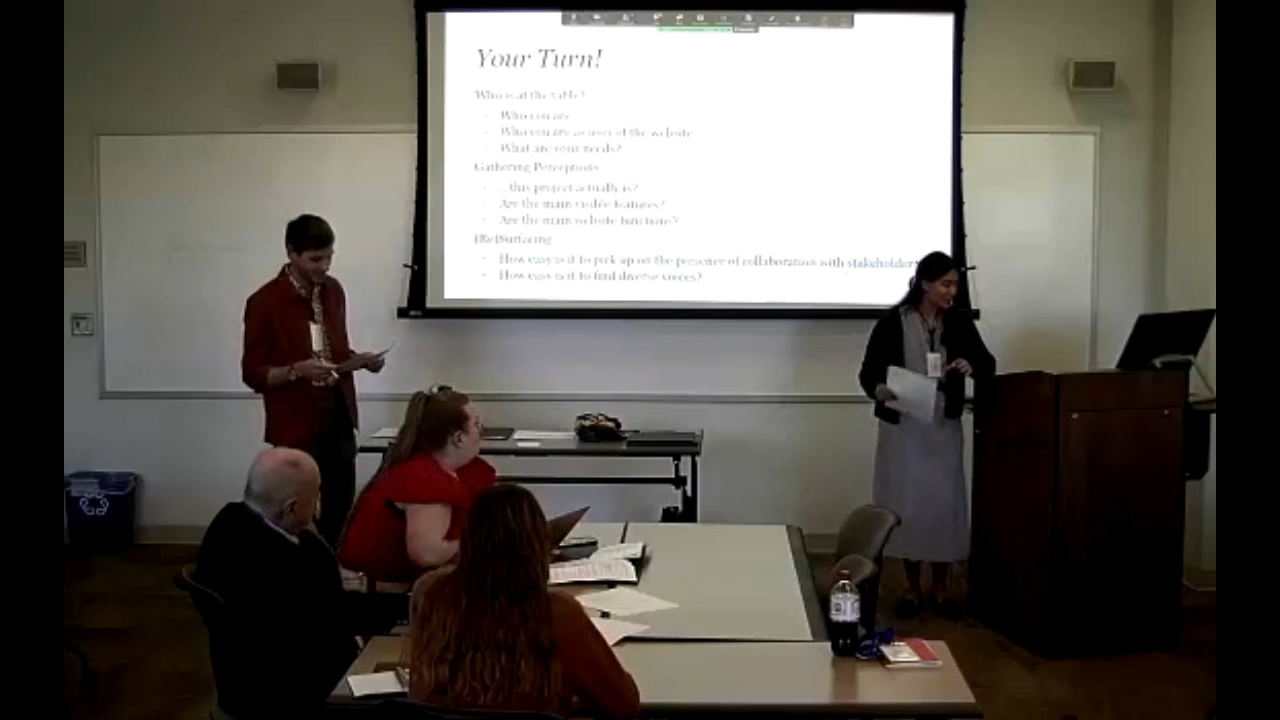 Your Turn!
Who is at the table?
- Who you are
- Who you are as user of the website
- What are your needs?
Gathering Perceptions
- ...this project actually is?
- Are the main visible features?
- Are the main website functions?
[Re]Surfacing
- How easy is it to pick up on the presence of collaboration with stakeholder
- How easy is it to find diverse voices?